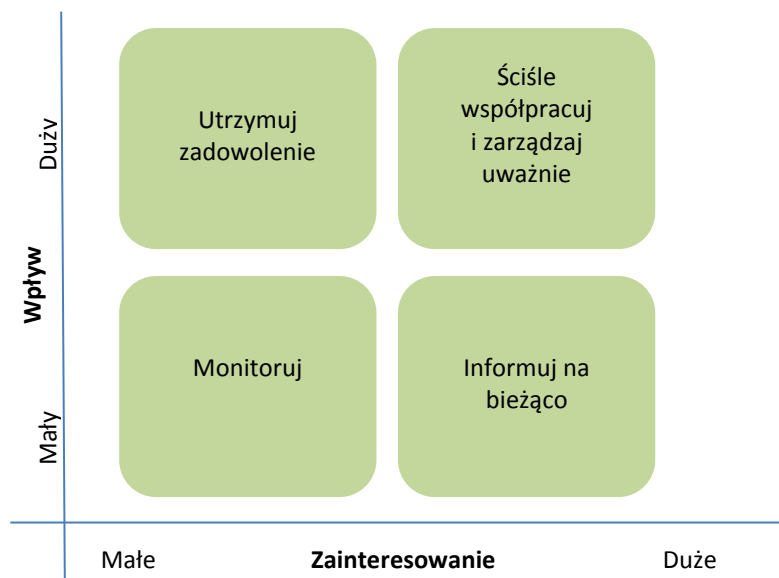 Utrzymuj
zadowolenie
Ściśle
współpracuj
i zarządzaj
uważnie
Duży
Wpływ
Monitoruj
Informuj na
bieżąco
Mały
Małe
Zainteresowanie
Duże